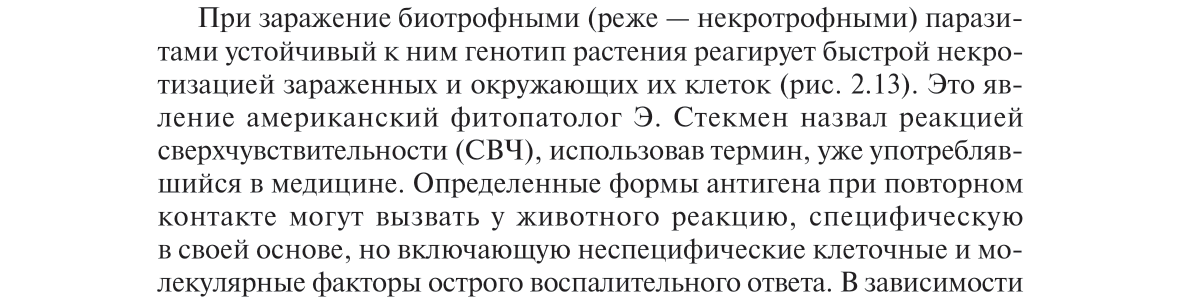 При заражение биотрофными (реже — некротрофными) парази-
тами устойчивый к ним генотип растения реагирует быстрой некро-
тизацией зараженных и окружающих их клеток (рис. 2.13). Это яв-
ление американский фитопатолог Э. Стекмен назвал реакцией
сверхчувствительности (СВЧ), использовав термин, уже употребляв-
шийся в медицине. Определенные формы антигена при повторном
контакте могут вызвать у животного реакцию, специфическую
в своей основе, но включающую неспецифические клеточные и мо-
лекулярные факторы острого воспалительного ответа. В зависимости